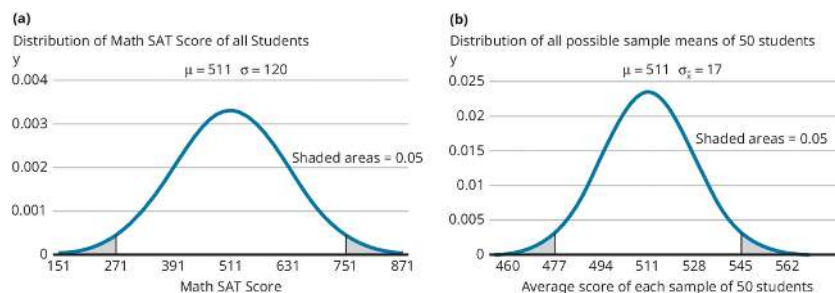 (a)
Distribution of Math SAT Score of all Students
y
μ = 511 σ = 120
0.004
0.003
0.002
0.001
0
Shaded areas = 0.05
151 271 391 511 631 751 871
Math SAT Score
(b)
Distribution of all possible sample means of 50 students
y
μ = 511 σx̄ = 17
0.025
0.02
0.015
0.01
0.005
0
Shaded areas = 0.05
460 477 494 511 528 545 562
Average score of each sample of 50 students